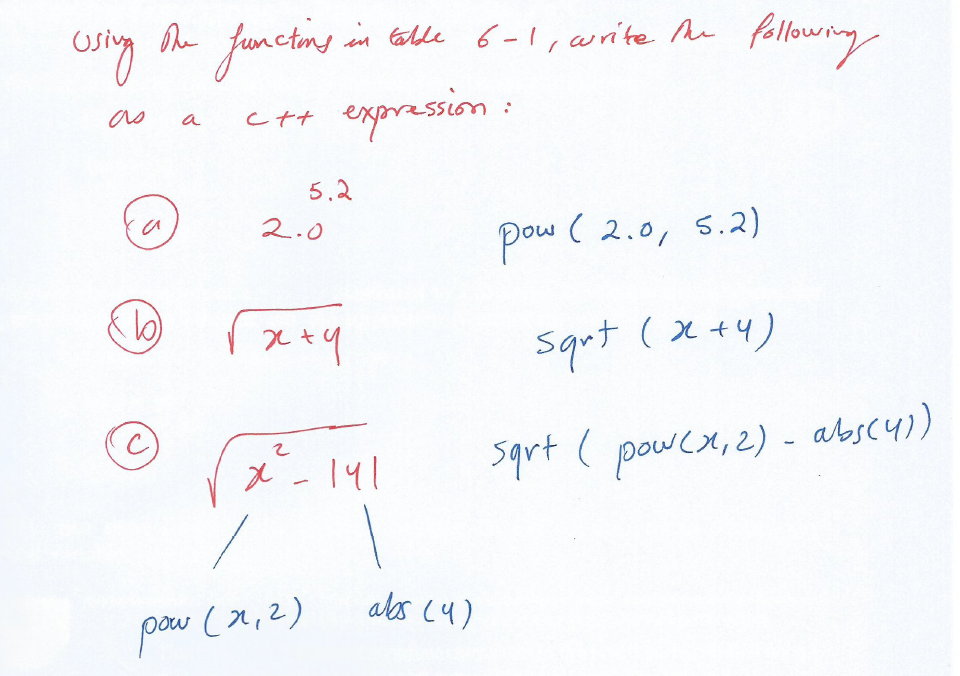 Using the functions in table 6-1, write the following
as a c++ expression:
(a) 2.0^5.2 pow(2.0, 5.2)
(b) √(x+y) sqrt(x+y)
(c) √(x² - |y|) sqrt(pow(x,2) - abs(y))
pow(x,2) abs(y)